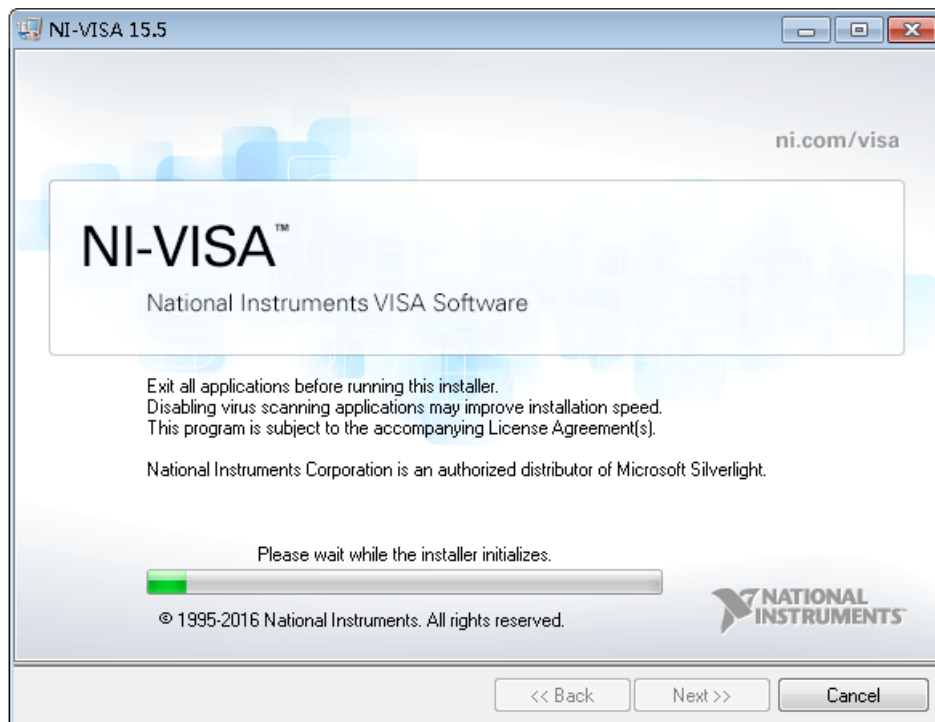 NI-VISA 15.5
ni.com/visa
NI-VISA™
National Instruments VISA Software
Exit all applications before running this installer.
Disabling virus scanning applications may improve installation speed.
This program is subject to the accompanying License Agreement(s).
National Instruments Corporation is an authorized distributor of Microsoft Silverlight.
Please wait while the installer initializes.
© 1995-2016 National Instruments. All rights reserved.
NATIONAL
INSTRUMENTS™
<< Back Next >> Cancel